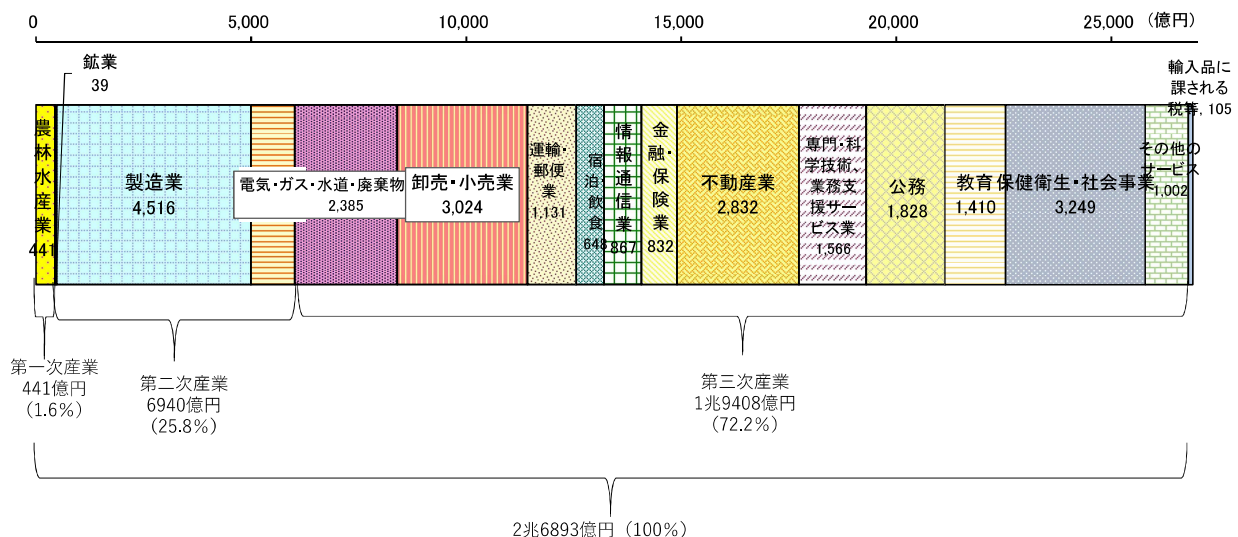 0 5,000 10,000 15,000 20,000 25,000 (億円)
鉱業
39
輸入品に
課される
税等, 105
農林水産業
441
製造業
4,516
電気・ガス・水道・廃棄物
2,385
卸売・小売業
3,024
運輸・
郵便
業
1,131
宿泊飲食
648
情報通信業
867
金融・保険業
832
不動産業
2,832
専門・科
学技術、
業務支
援サー
ビス業
1,566
公務
1,828
教育
1,410
保健衛生・社会事業
3,249
その他の
サービス
1,002
第一次産業
441億円
(1.6%)
第二次産業
6940億円
(25.8%)
第三次産業
1兆9408億円
(72.2%)
2兆6893億円 (100%)